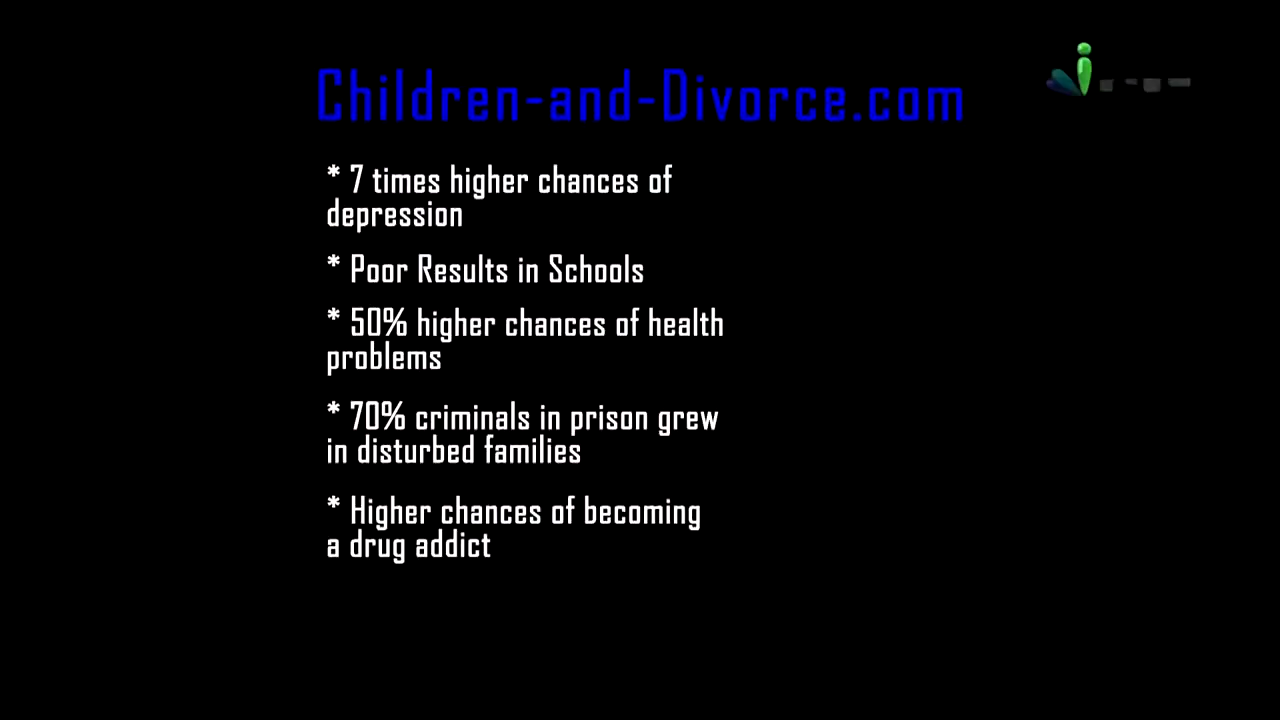 Children-and-Divorce.com
* 7 times higher chances of
depression
* Poor Results in Schools
* 50% higher chances of health
problems
* 70% criminals in prison grew
in disturbed families
* Higher chances of becoming
a drug addict